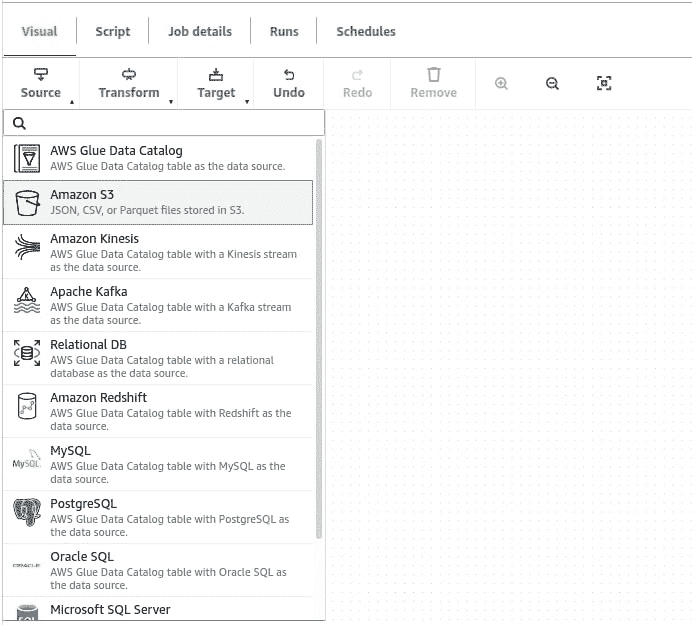 Visual
Script
Job details
Runs
Schedules
Source
Transform
Target
Undo
Redo
Remove
AWS Glue Data Catalog
AWS Glue Data Catalog table as the data source.
Amazon S3
JSON, CSV, or Parquet files stored in S3.
Amazon Kinesis
AWS Glue Data Catalog table with a Kinesis stream
as the data source.
Apache Kafka
AWS Glue Data Catalog table with a Kafka stream
as the data source.
Relational DB
AWS Glue Data Catalog table with a relational
database as the data source.
Amazon Redshift
AWS Glue Data Catalog table with Redshift as the
data source.
MySQL
MySQL
AWS Glue Data Catalog table with MySQL as the
data source.
PostgreSQL
AWS Glue Data Catalog table with PostgreSQL as
the data source.
Oracle SQL
ORACLE
AWS Glue Data Catalog table with Oracle SQL as
the data source.
Microsoft SQL Server
SQL